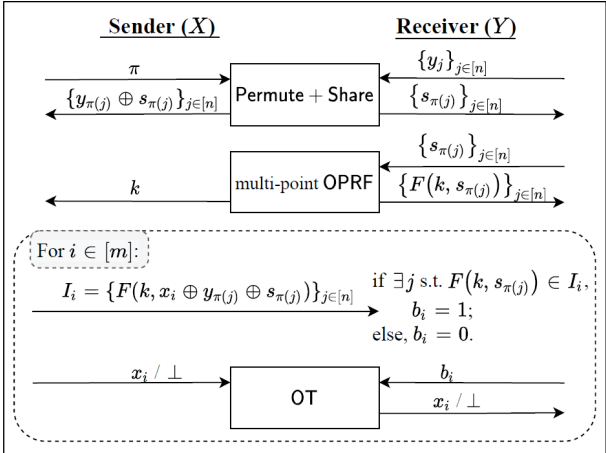 Sender (X) Receiver (Y)
π {y_j}_{j∈[n]}
Permute + Share
{y_{π(j)} ⊕ s_{π(j)}}_{j∈[n]} {s_{π(j)}}_{j∈[n]}
{s_{π(j)}}_{j∈[n]}
k multi-point OPRF {F(k, s_{π(j)})}_{j∈[n]}
For i ∈ [m]:
I_i = {F(k, x_i ⊕ y_{π(j)} ⊕ s_{π(j)})}_{j∈[n]} if ∃j s.t. F(k, s_{π(j)}) ∈ I_i,
b_i = 1;
else, b_i = 0.
x_i / ⊥ b_i
OT
x_i / ⊥